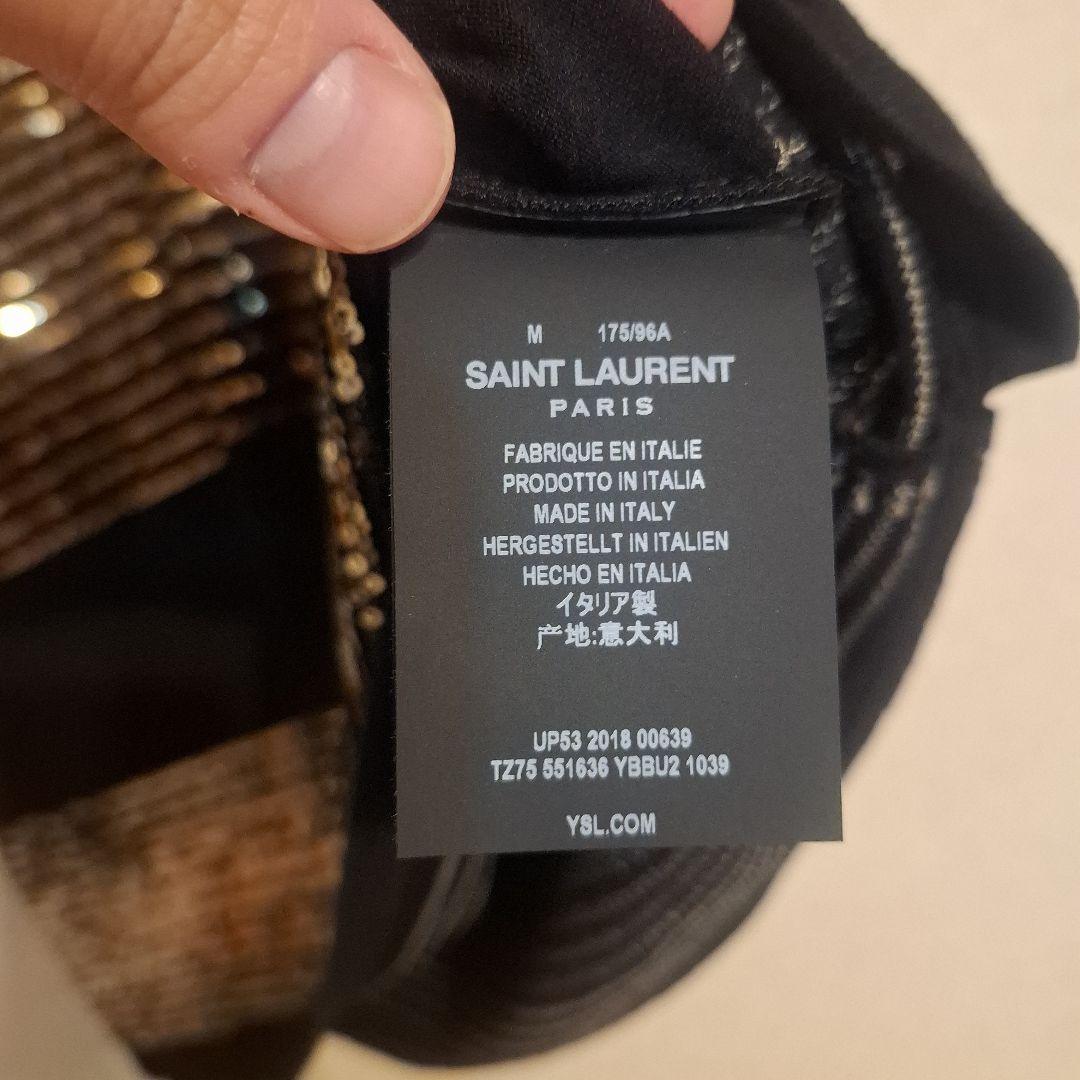 M 175/96A
SAINT LAURENT
PARIS
FABRIQUE EN ITALIE
PRODOTTO IN ITALIA
MADE IN ITALY
HERGESTELLT IN ITALIEN
HECHO EN ITALIA
イタリア製
产地:意大利
UP53 2018 00639
TZ75 551636 YBBU2 1039
YSL.COM